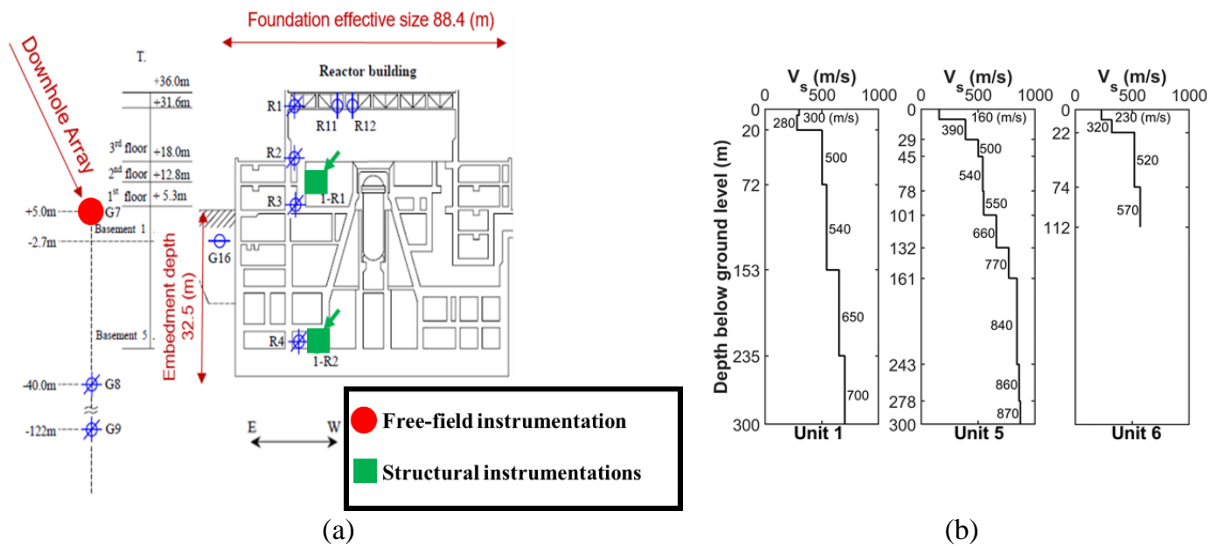 Foundation effective size 88.4 (m)
Downhole Array
T.
+36.0m
+31.6m
Reactor building
R1
R11
R12
3rd floor
+18.0m
R2
2nd floor
+12.8m
1st floor
+ 5.3m
1-R1
R3
+5.0m
G7
Basement 1
-2.7m
G16
Embedment depth
32.5 (m)
Basement 5
R4
1-R2
-40.0m
G8
-122m
G9
E
W
Free-field instrumentation
Structural instrumentations
(a)
Vs (m/s)
0 500 1000
Depth below ground level (m)
0
20
72
153
235
300
280
300 (m/s)
500
540
650
700
Unit 1
Vs (m/s)
0 500 1000
0
29
45
78
101
132
161
243
278
300
160 (m/s)
390
500
540
550
660
770
840
860
870
Unit 5
Vs (m/s)
0 500 1000
0
22
74
112
300
230 (m/s)
320
520
570
Unit 6
(b)